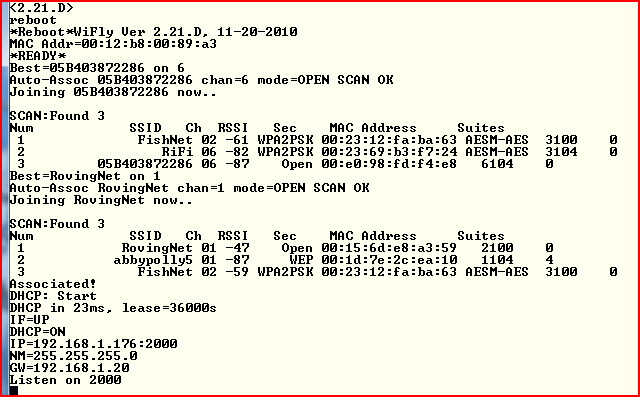 <2.21.D>
reboot
*Reboot*WiFly Ver 2.21.D, 11-20-2010
MAC Addr=00:12:b8:00:89:a3
*READY*
Best=05B403872286 on 6
Auto-Assoc 05B403872286 chan=6 mode=OPEN SCAN OK
Joining 05B403872286 now..
SCAN:Found 3
Num SSID Ch RSSI Sec MAC Address Suites
1 FishNet 02 -61 WPA2PSK 00:23:12:fa:ba:63 AESM-AES 3100 0
2 RiFi 06 -82 WPA2PSK 00:23:69:b3:f7:24 AESM-AES 3104 0
3 05B403872286 06 -87 Open 00:e0:98:fd:f4:e8 6104 0
Best=RovingNet on 1
Auto-Assoc RovingNet chan=1 mode=OPEN SCAN OK
Joining RovingNet now..
SCAN:Found 3
Num SSID Ch RSSI Sec MAC Address Suites
1 RovingNet 01 -47 Open 00:15:6d:e8:a3:59 2100 0
2 abbypolly5 01 -87 WEP 00:1d:7e:2c:ea:10 1104 4
3 FishNet 02 -59 WPA2PSK 00:23:12:fa:ba:63 AESM-AES 3100 0
Associated!
DHCP: Start
DHCP in 23ms, lease=36000s
IF=UP
DHCP=ON
IP=192.168.1.176:2000
NM=255.255.255.0
GW=192.168.1.20
Listen on 2000